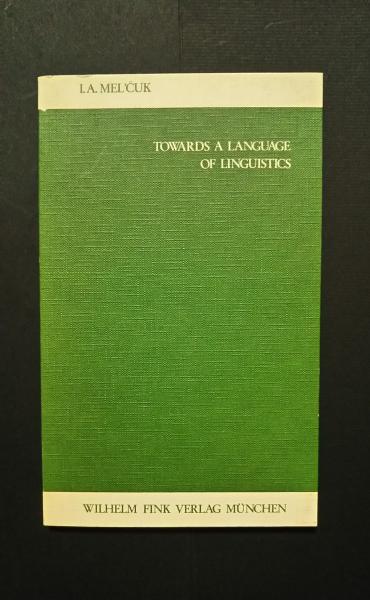 I.A. MEL'ČUK
TOWARDS A LANGUAGE
OF LINGUISTICS
WILHELM FINK VERLAG MÜNCHEN